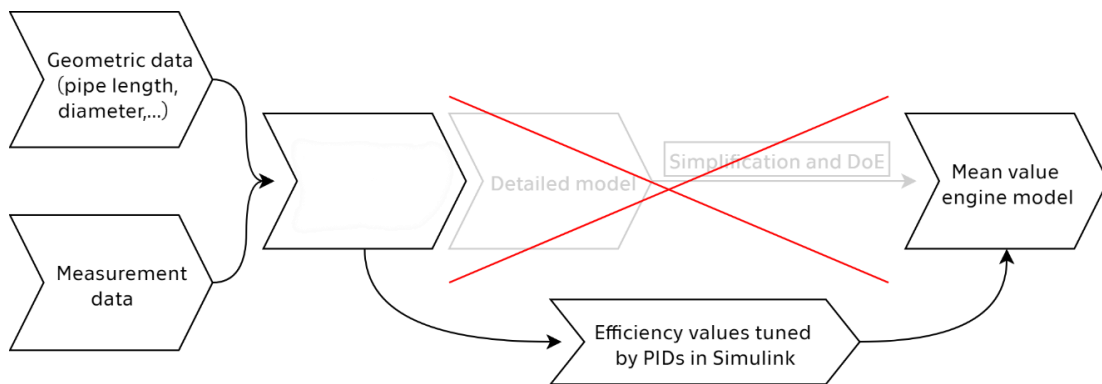 Geometric data
(pipe length,
diameter,...)
Measurement
data
Detailed model
Simplification and DoE
Mean value
engine model
Efficiency values tuned
by PIDs in Simulink